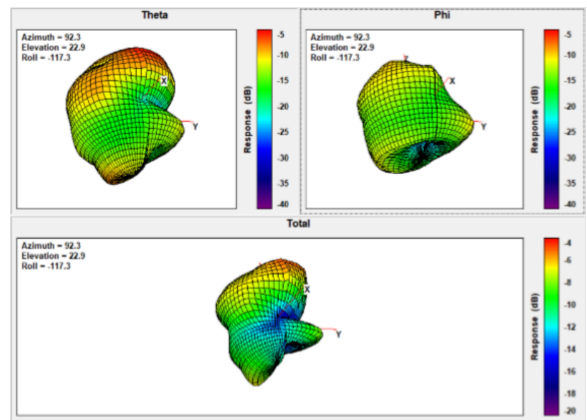 Theta
Azimuth = 92.3
Elevation = 22.9
Roll = -117.3
X
Y
-5
-10
-15
-20
-25
-30
-35
-40
Response (dB)
Phi
Azimuth = 92.3
Elevation = 22.9
Roll = -117.3
Z
X
Y
-5
-10
-15
-20
-25
-30
-35
-40
Response (dB)
Total
Azimuth = 92.3
Elevation = 22.9
Roll = -117.3
X
Y
-4
-6
-8
-10
-12
-14
-16
-18
-20
Response (dB)